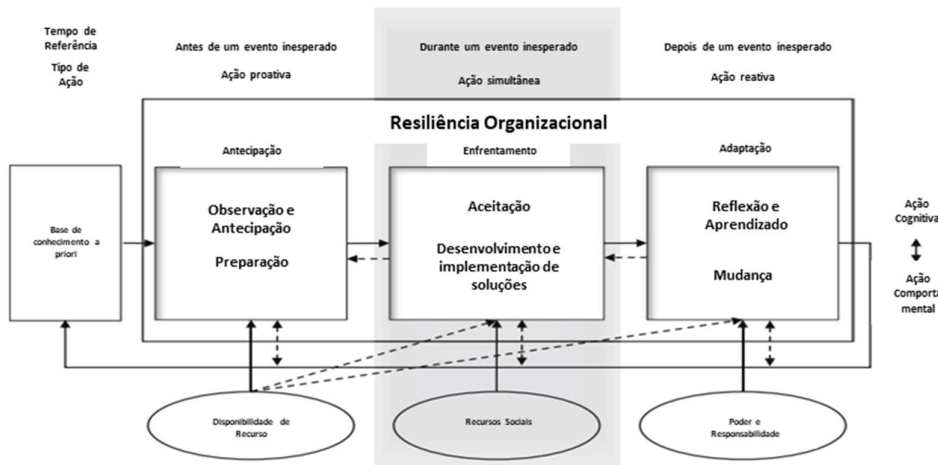 Tempo de
Referência
Tipo de
Ação
Antes de um evento inesperado
Ação proativa
Durante um evento inesperado
Ação simultânea
Depois de um evento inesperado
Ação reativa
Resiliência Organizacional
Antecipação
Enfrentamento
Adaptação
Base de
conhecimento a
priori
Observação e
Antecipação
Preparação
Aceitação
Desenvolvimento e
implementação de
soluções
Reflexão e
Aprendizado
Mudança
Ação
Cognitiva
Ação
Comporta
mental
Disponibilidade de
Recurso
Recursos Sociais
Poder e
Responsabilidade